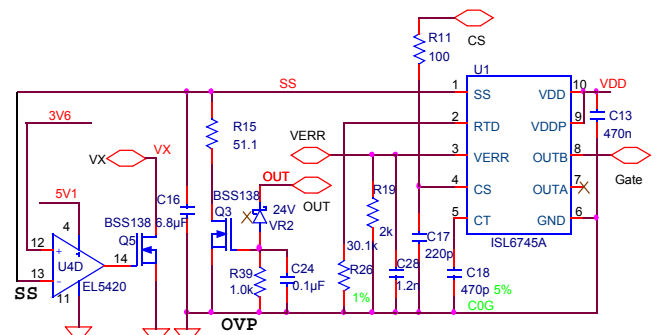 R11
100
CS
U1
SS
1
SS
VDD
10
VDD
3V6
R15
51.1
2
RTD
VDDP
9
C13
470n
VERR
3
VERR
OUTB
8
VX
VX
OUT
R19
4
CS
OUTA
7
Gate
5V1
C16
BSS138
24V
OUT
5
CT
GND
6
4
BSS138
6.8µF
Q3
VR2
2k
C17
ISL6745A
Q5
30.1k
220p
12
+
U4D
14
R39
C24
R26
C28
C18
13
-
1.0k
0.1µF
1.2n
470p
5%
SS
11
EL5420
1%
C0G
OVP